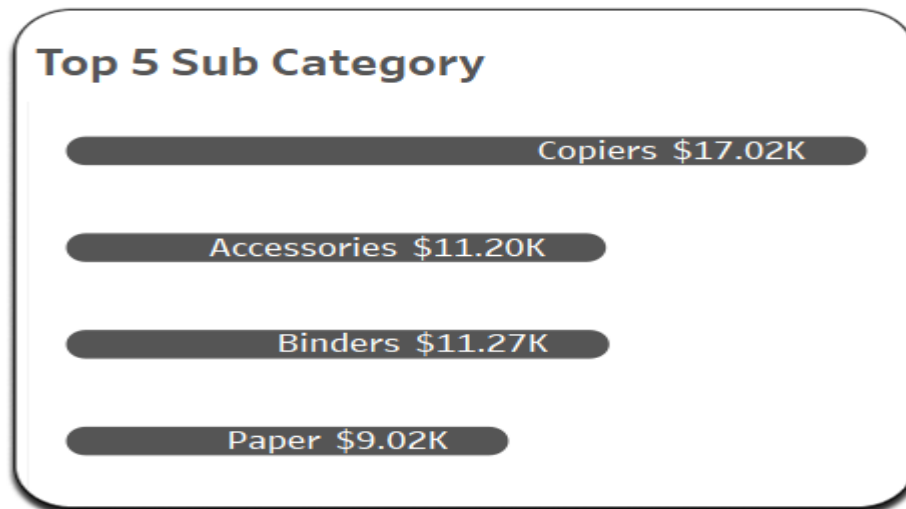 Top 5 Sub Category
Copiers $17.02K
Accessories $11.20K
Binders $11.27K
Paper $9.02K